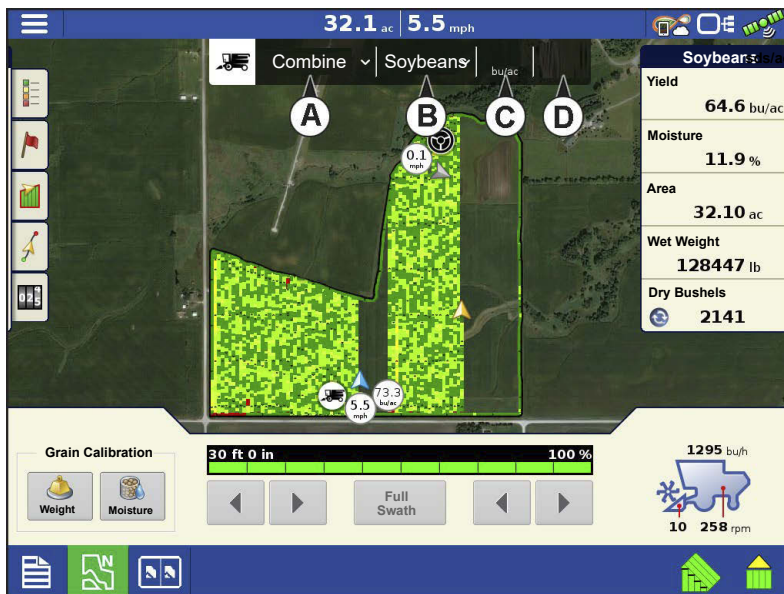 32.1 ac 5.5 mph
Combine Soybeans bu/ac
A B C D
Soybeans
Yield
64.6 bu/ac
Moisture
11.9 %
Area
32.10 ac
Wet Weight
128447 lb
Dry Bushels
2141
0.1
mph
73.3
bu/ac
5.5
mph
025
N
Grain Calibration
Weight
Moisture
30 ft 0 in 100 %
Full
Swath
1295 bu/h
10 258 rpm